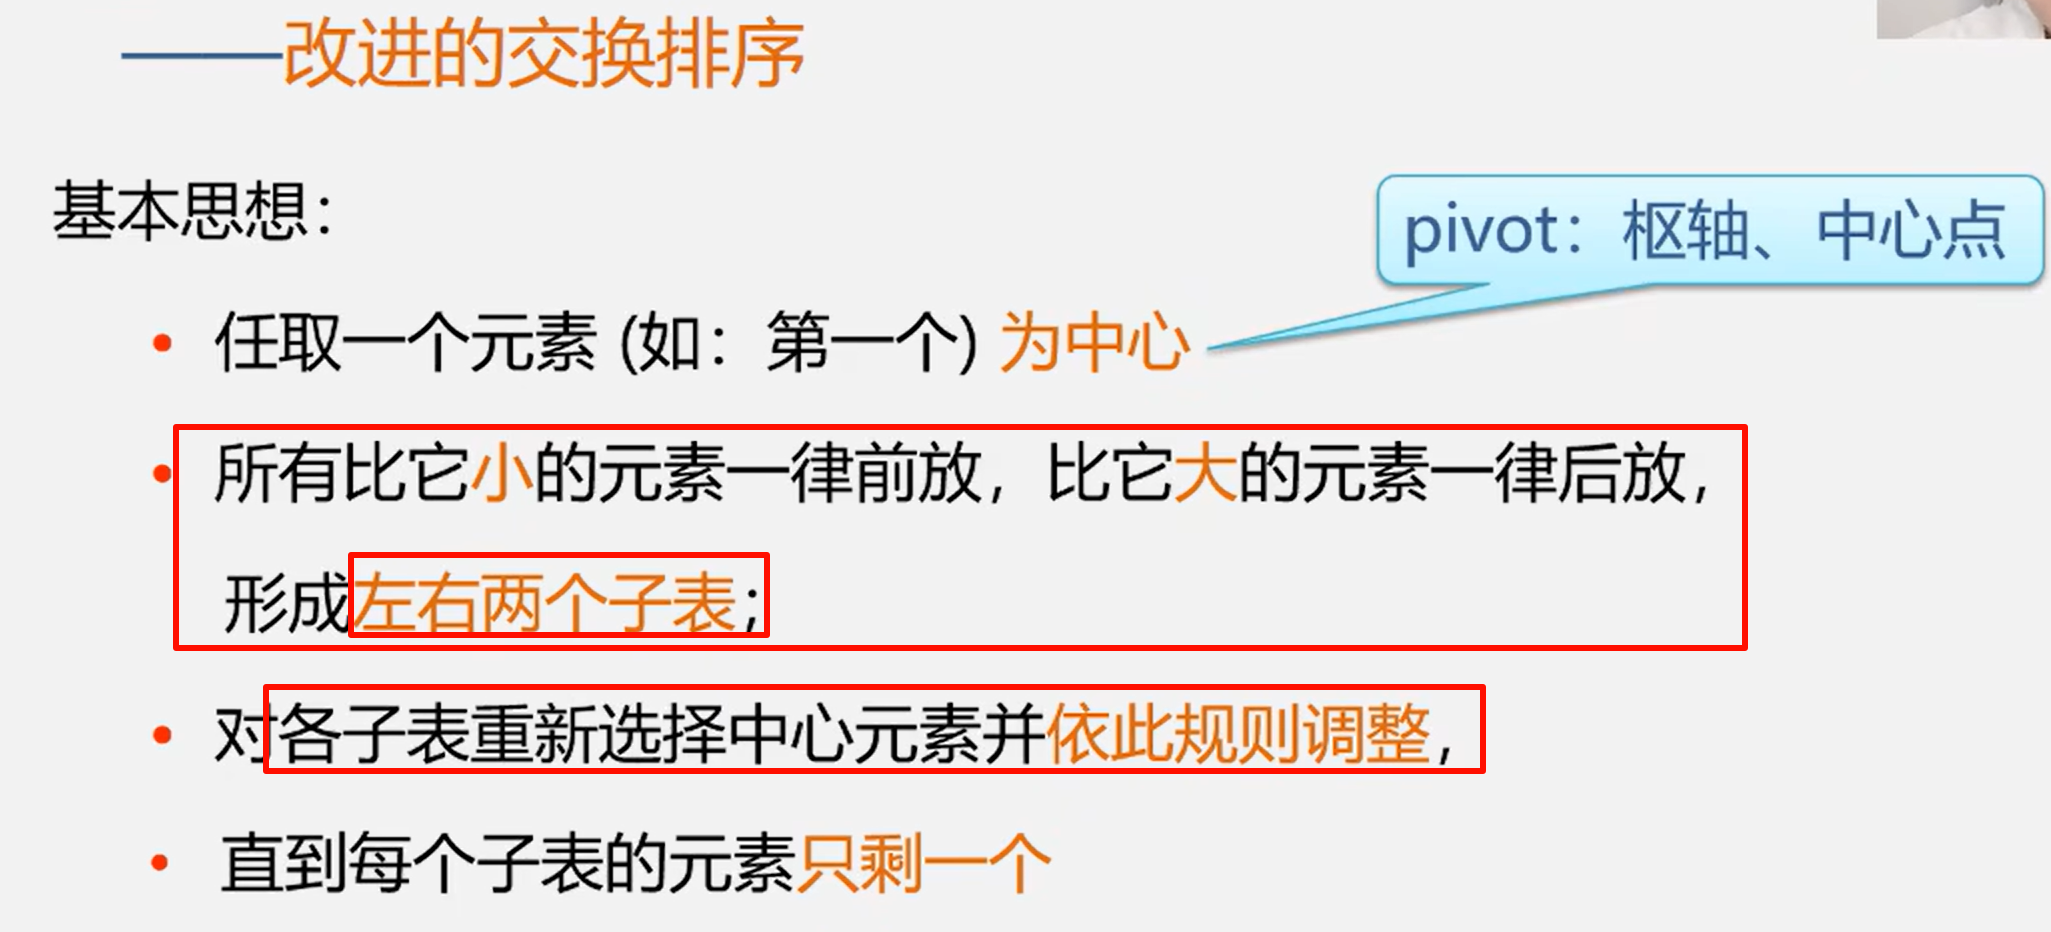 ——改进的交换排序
基本思想：
pivot：枢轴、中心点
任取一个元素 (如：第一个) 为中心
所有比它小的元素一律前放，比它大的元素一律后放，
形成左右两个子表；
对各子表重新选择中心元素并依此规则调整，
直到每个子表的元素只剩一个